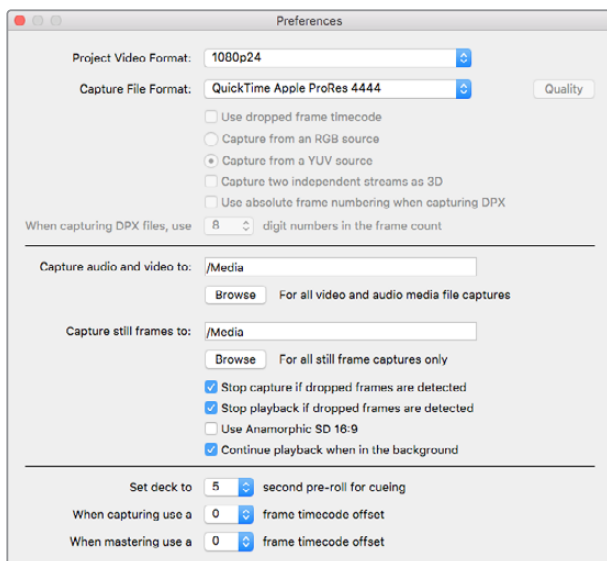 Preferences
Project Video Format: 1080p24
Capture File Format: QuickTime Apple ProRes 4444 Quality
Use dropped frame timecode
Capture from an RGB source
Capture from a YUV source
Capture two independent streams as 3D
Use absolute frame numbering when capturing DPX
When capturing DPX files, use 8 digit numbers in the frame count
Capture audio and video to: /Media
Browse For all video and audio media file captures
Capture still frames to: /Media
Browse For all still frame captures only
Stop capture if dropped frames are detected
Stop playback if dropped frames are detected
Use Anamorphic SD 16:9
Continue playback when in the background
Set deck to 5 second pre-roll for cueing
When capturing use a 0 frame timecode offset
When mastering use a 0 frame timecode offset